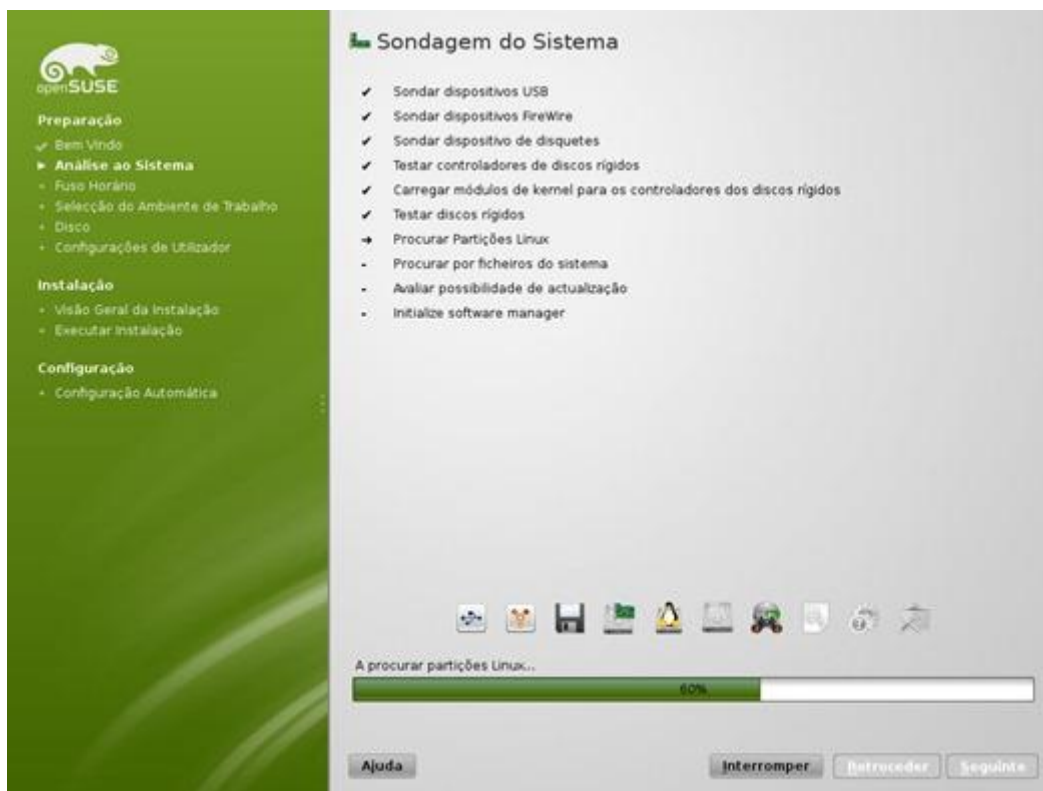 openSUSE
Preparação
Bem Vindo
Análise ao Sistema
Fuso Horário
Selecção do Ambiente de Trabalho
Disco
Configurações de Utilizador
Instalação
Visão Geral da Instalação
Executar Instalação
Configuração
Configuração Automática
Sondagem do Sistema
Sondar dispositivos USB
Sondar dispositivos FireWire
Sondar dispositivo de disquetes
Testar controladores de discos rígidos
Carregar módulos de kernel para os controladores dos discos rígidos
Testar discos rígidos
Procurar Partições Linux
Procurar por ficheiros do sistema
Avaliar possibilidade de actualização
Initialize software manager
A procurar partições Linux...
60%
Ajuda
Interromper
Retroceder
Seguinte